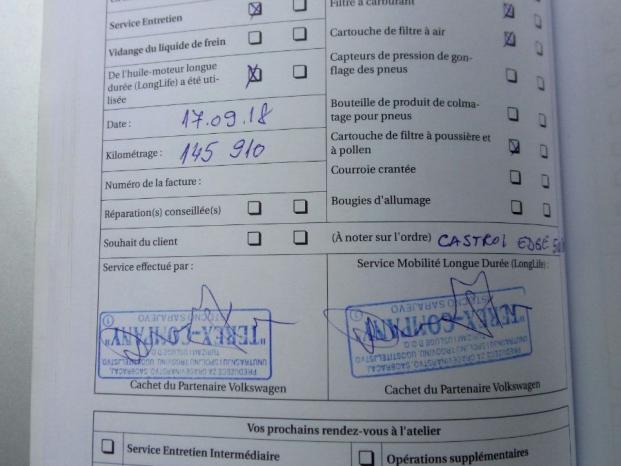 Service Entretien
Vidange du liquide de frein
De l'huile-moteur longue
durée (LongLife) a été uti-
lisée
Date : 17.09.18
Kilométrage : 145 910
Numéro de la facture :
Réparation(s) conseillée(s)
Souhait du client
Filtre à carburant
Cartouche de filtre à air
Capteurs de pression de gon-
flage des pneus
Bouteille de produit de colma-
tage pour pneus
Cartouche de filtre à poussière et
à pollen
Courroie crantée
Bougies d'allumage
(À noter sur l'ordre) CASTROL EDGE
Service effectué par :
Service Mobilité Longue Durée (LongLife) :
"TEREX-COMPANY"
ISTOČNO SARAJEVO
"TEREX-COMPANY"
ISTOČNO SARAJEVO
Cachet du Partenaire Volkswagen
Cachet du Partenaire Volkswagen
Vos prochains rendez-vous à l'atelier
Service Entretien Intermédiaire
Opérations supplémentaires